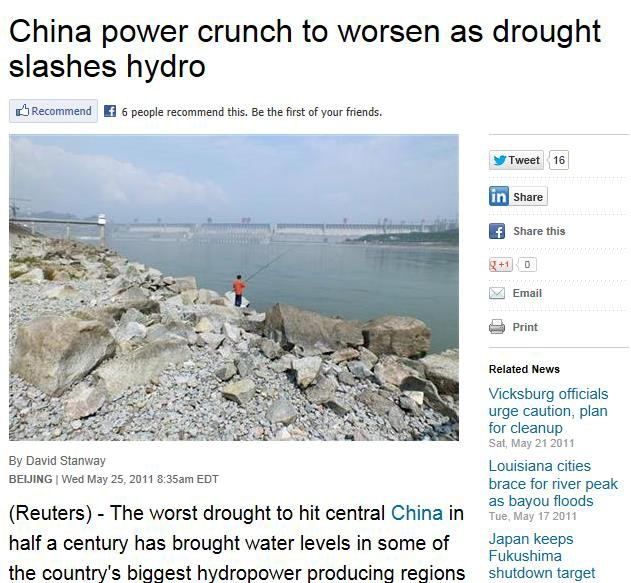 China power crunch to worsen as drought
slashes hydro
Recommend 6 people recommend this. Be the first of your friends.
Tweet 16
Share
Share this
+1 0
Email
Print
Related News
Vicksburg officials
urge caution, plan
for cleanup
Sat, May 21 2011
Louisiana cities
brace for river peak
as bayou floods
Tue, May 17 2011
Japan keeps
Fukushima
shutdown target
By David Stanway
BEIJING | Wed May 25, 2011 8:35am EDT
(Reuters) - The worst drought to hit central China in
half a century has brought water levels in some of
the country's biggest hydropower producing regions